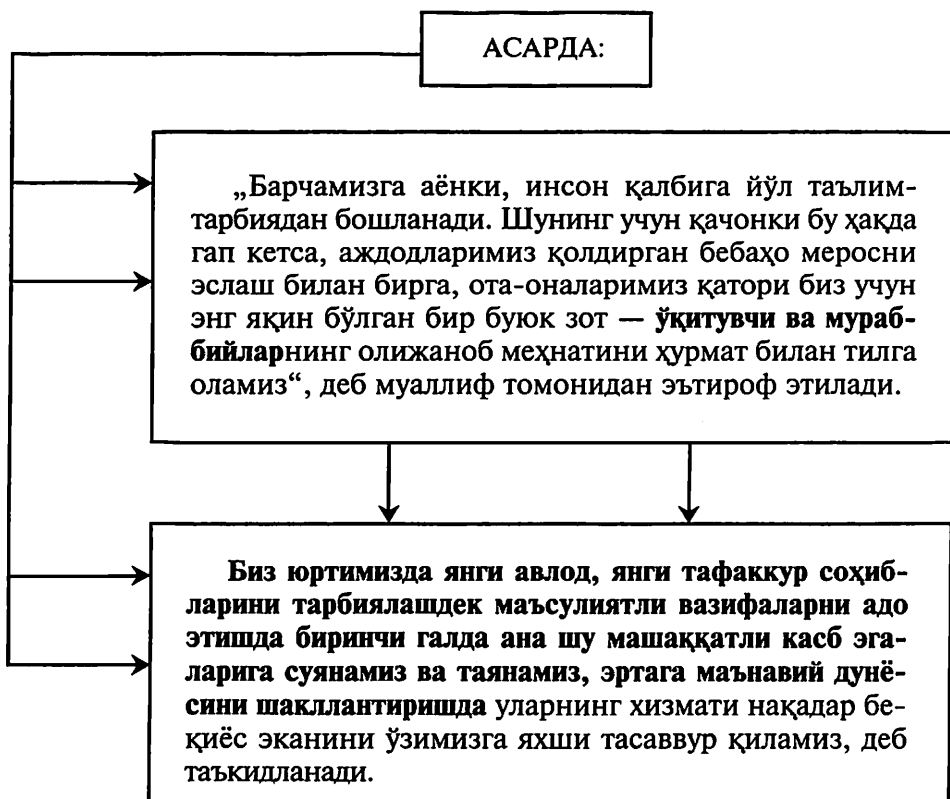 АСАРДА:
„Барчамизга аёнки, инсон қалбига йўл таълим-
тарбиядан бошланади. Шунинг учун қачонки бу ҳақда
гап кетса, аждодларимиз қолдирган бебаҳо меросни
эслаш билан бирга, ота-оналаримиз қатори биз учун
энг яқин бўлган бир буюк зот — ўқитувчи ва мураб-
бийларнинг олижаноб меҳнатини ҳурмат билан тилга
оламиз“, деб муаллиф томонидан эътироф этилади.
Биз юртимизда янги авлод, янги тафаккур соҳиб-
ларини тарбиялашдек маъсулиятли вазифаларни адо
этишда биринчи галда ана шу машаққатли касб эга-
ларига суянамиз ва таянамиз, эртага маънавий дунё-
сини шакллантиришда уларнинг хизмати нақадар бе-
қиёс эканини ўзимизга яхши тасаввур қиламиз, деб
таъкидланади.